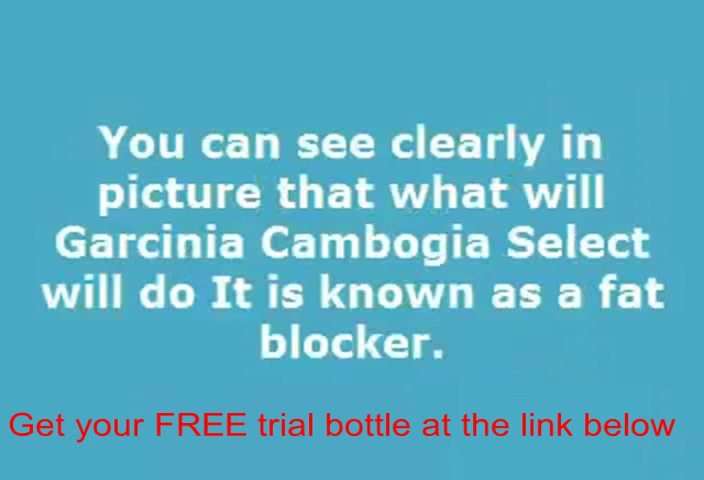 You can see clearly in
picture that what will
Garcinia Cambogia Select
will do It is known as a fat
blocker.
Get your FREE trial bottle at the link below